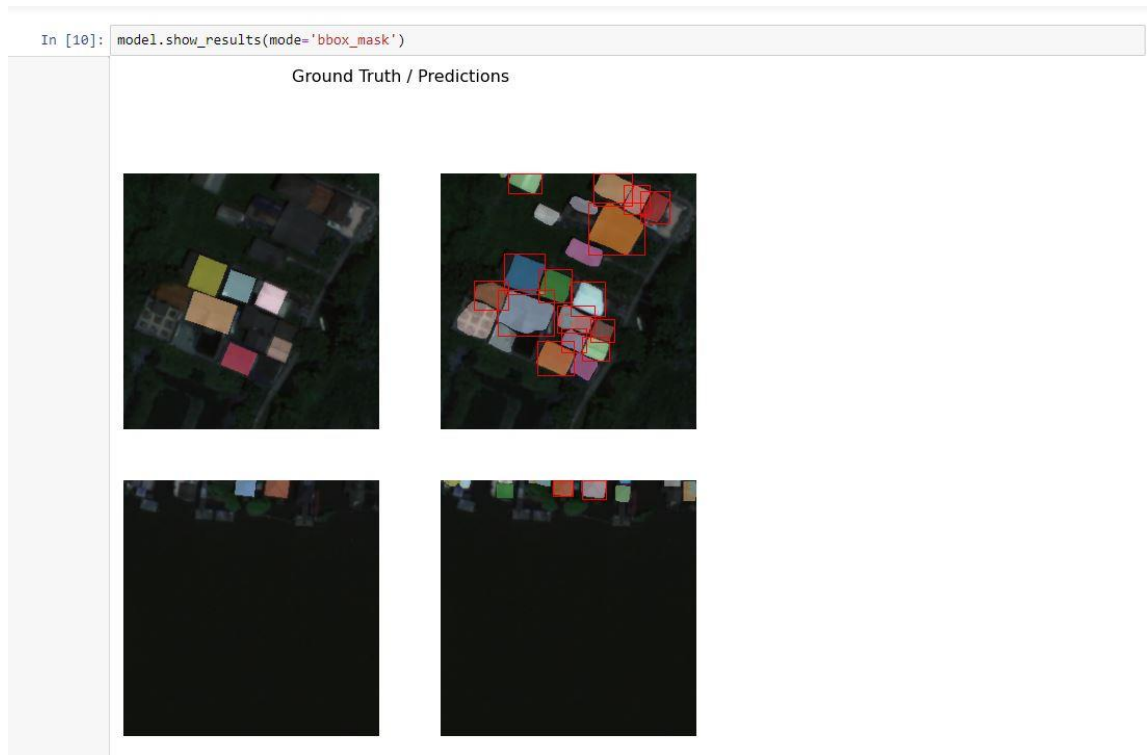 In [10]: model.show_results(mode='bbox_mask')
Ground Truth / Predictions